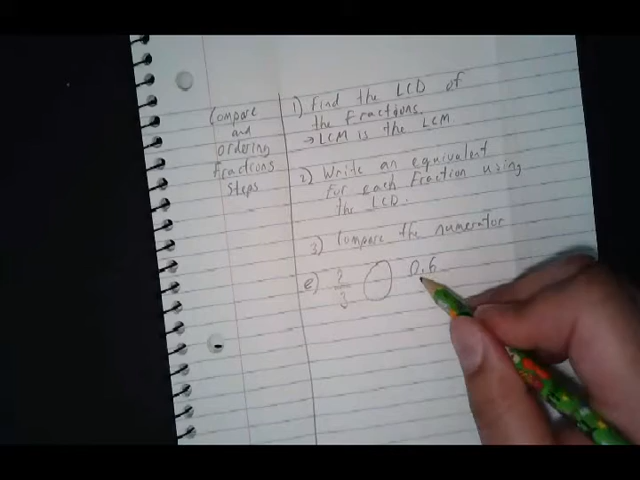 Compare
and
ordering
fractions
steps
1) Find the LCD of
the fractions.
→ LCM is the LCM
2) Write an equivalent
for each fraction using
the LCD.
3) Compare the numerator
e) 2/3 0.6